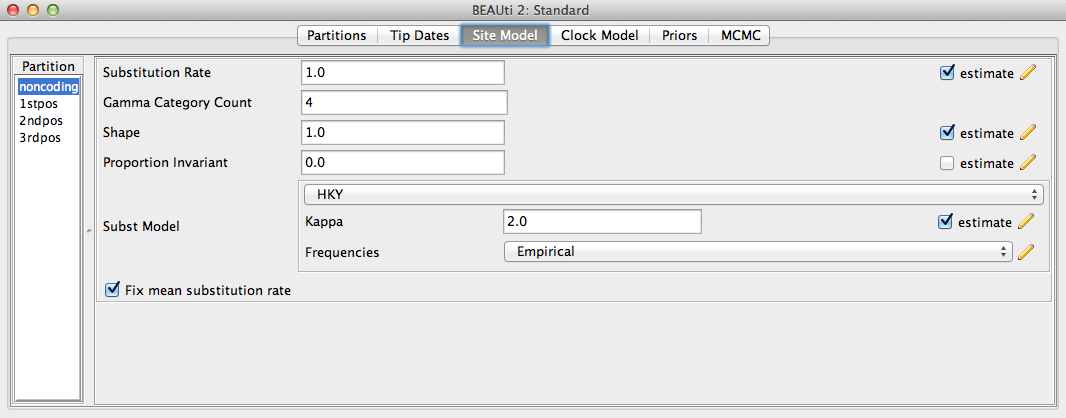 BEAUti 2: Standard
Partitions Tip Dates Site Model Clock Model Priors MCMC
Partition
noncoding
1stpos
2ndpos
3rdpos
Substitution Rate 1.0 estimate
Gamma Category Count 4
Shape 1.0 estimate
Proportion Invariant 0.0 estimate
HKY
Subst Model
Kappa 2.0 estimate
Frequencies Empirical
Fix mean substitution rate